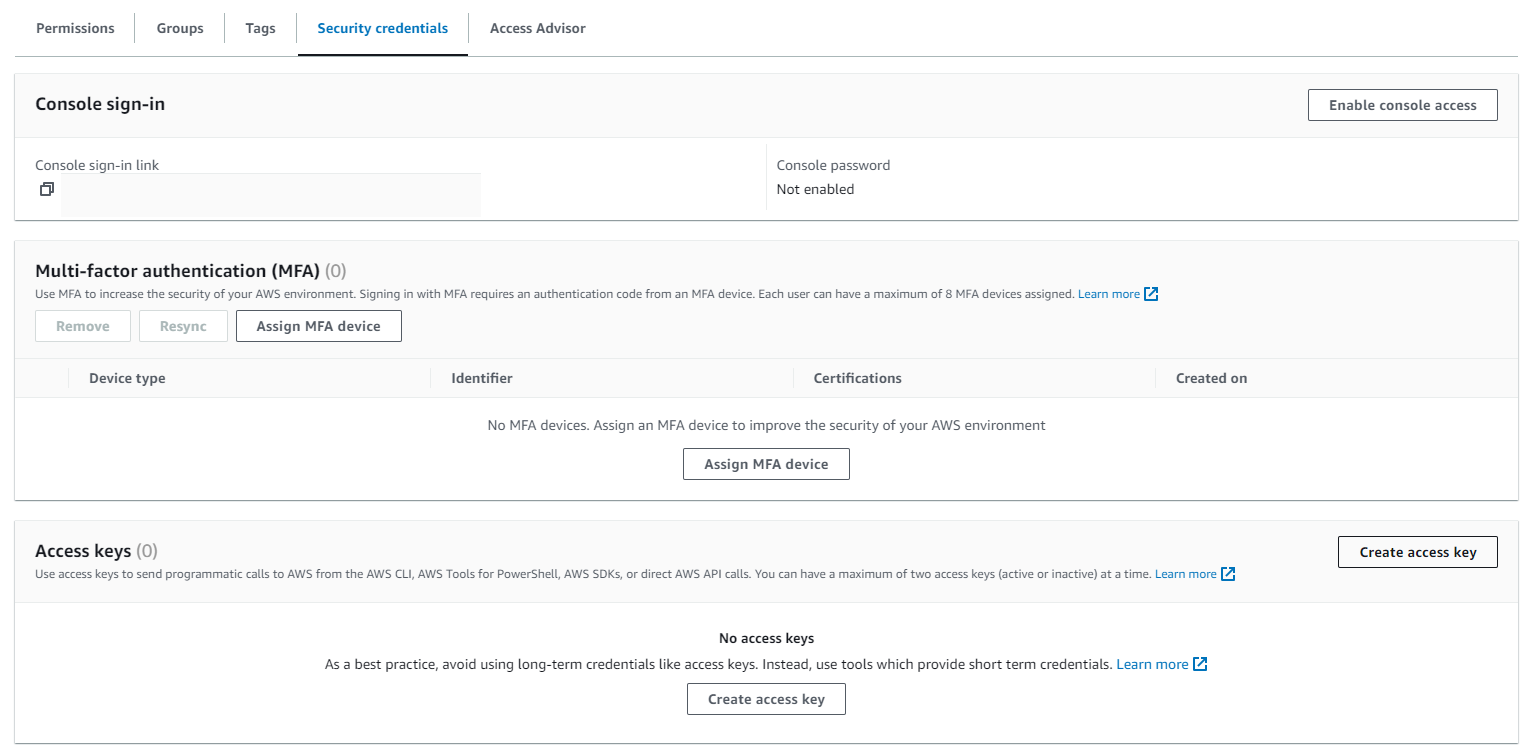 Permissions
Groups
Tags
Security credentials
Access Advisor
Console sign-in
Enable console access
Console sign-in link
Console password
Not enabled
Multi-factor authentication (MFA) (0)
Use MFA to increase the security of your AWS environment. Signing in with MFA requires an authentication code from an MFA device. Each user can have a maximum of 8 MFA devices assigned. Learn more
Remove
Resync
Assign MFA device
Device type
Identifier
Certifications
Created on
No MFA devices. Assign an MFA device to improve the security of your AWS environment
Assign MFA device
Access keys (0)
Create access key
Use access keys to send programmatic calls to AWS from the AWS CLI, AWS Tools for PowerShell, AWS SDKs, or direct AWS API calls. You can have a maximum of two access keys (active or inactive) at a time. Learn more
No access keys
As a best practice, avoid using long-term credentials like access keys. Instead, use tools which provide short term credentials. Learn more
Create access key